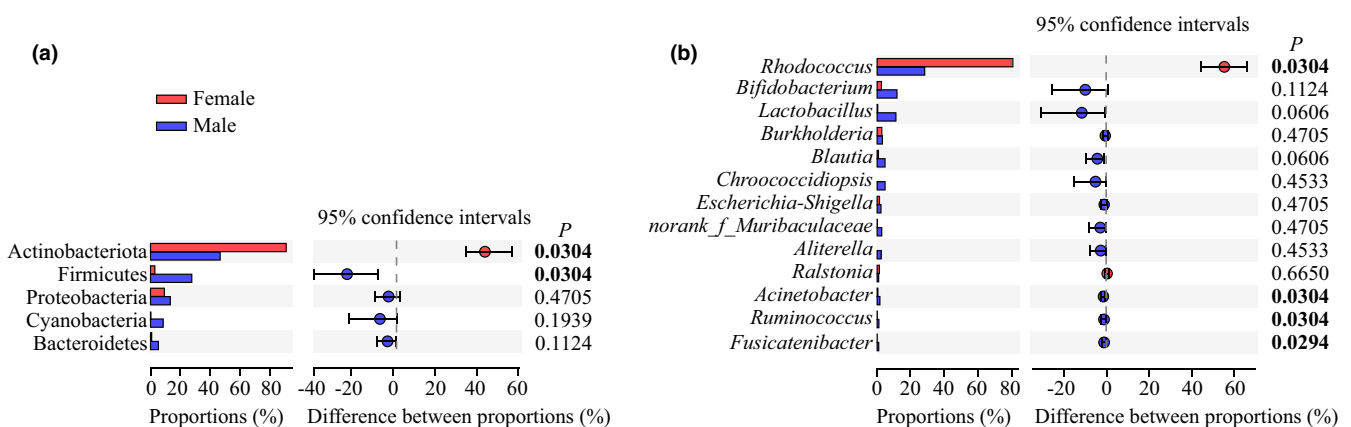 (a)
Female
Male
95% confidence intervals
P
Actinobacteriota 0.0304
Firmicutes 0.0304
Proteobacteria 0.4705
Cyanobacteria 0.1939
Bacteroidetes 0.1124
0 20 40 60 80 -40 -20 0 20 40 60
Proportions (%) Difference between proportions (%)
(b)
95% confidence intervals
P
Rhodococcus 0.0304
Bifidobacterium 0.1124
Lactobacillus 0.0606
Burkholderia 0.4705
Blautia 0.0606
Chroococcidiopsis 0.4533
Escherichia-Shigella 0.4705
norank_f_Muribaculaceae 0.4705
Aliterella 0.4533
Ralstonia 0.6650
Acinetobacter 0.0304
Ruminococcus 0.0304
Fusicatenibacter 0.0294
0 20 40 60 80 -20 0 20 40 60
Proportions (%) Difference between proportions (%)